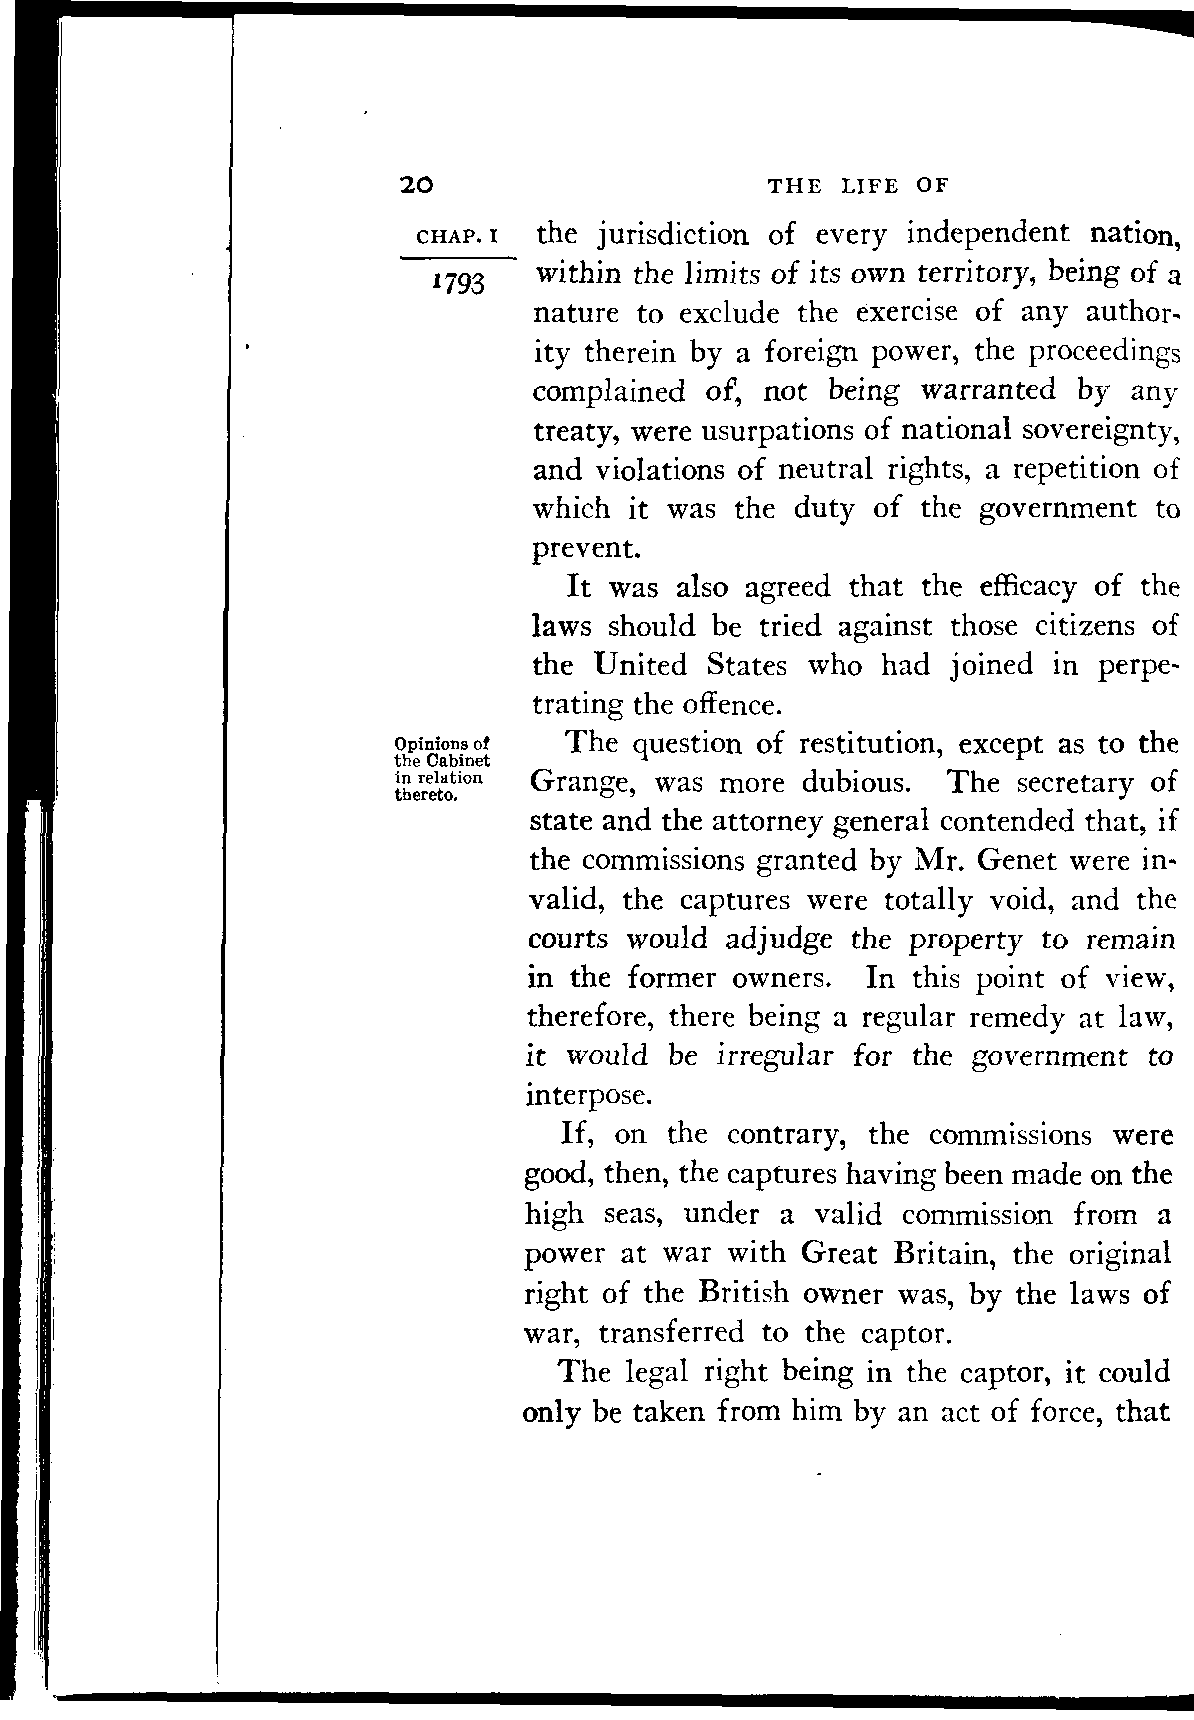 20 THE LIFE OF
CHAP. I the jurisdiction of every independent nation,
1793 within the limits of its own territory, being of a
nature to exclude the exercise of any author-
ity therein by a foreign power, the proceedings
complained of, not being warranted by any
treaty, were usurpations of national sovereignty,
and violations of neutral rights, a repetition of
which it was the duty of the government to
prevent.
It was also agreed that the efficacy of the
laws should be tried against those citizens of
the United States who had joined in perpe-
trating the offence.
Opinions of
the Cabinet
in relation
thereto.
The question of restitution, except as to the
Grange, was more dubious. The secretary of
state and the attorney general contended that, if
the commissions granted by Mr. Genet were in-
valid, the captures were totally void, and the
courts would adjudge the property to remain
in the former owners. In this point of view,
therefore, there being a regular remedy at law,
it would be irregular for the government to
interpose.
If, on the contrary, the commissions were
good, then, the captures having been made on the
high seas, under a valid commission from a
power at war with Great Britain, the original
right of the British owner was, by the laws of
war, transferred to the captor.
The legal right being in the captor, it could
only be taken from him by an act of force, that